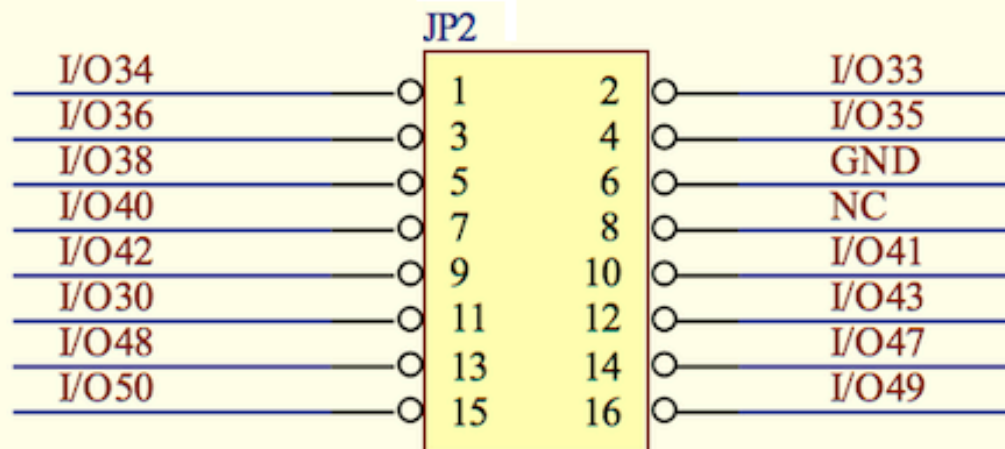 JP2
I/O34 1 2 I/O33
I/O36 3 4 I/O35
I/O38 5 6 GND
I/O40 7 8 NC
I/O42 9 10 I/O41
I/O30 11 12 I/O43
I/O48 13 14 I/O47
I/O50 15 16 I/O49